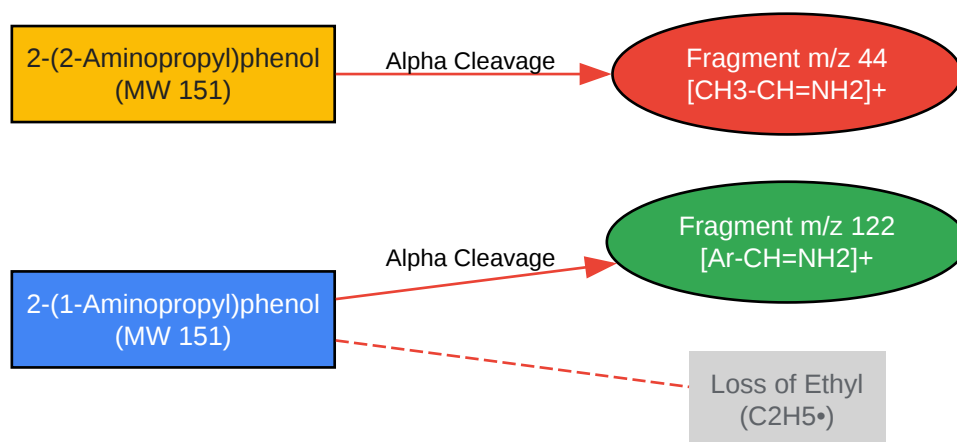 2-(2-Aminopropyl)phenol
(MW 151)
Alpha Cleavage
Fragment m/z 44
[CH3-CH=NH2]+
2-(1-Aminopropyl)phenol
(MW 151)
Alpha Cleavage
Fragment m/z 122
[Ar-CH=NH2]+
Loss of Ethyl
(C2H5•)